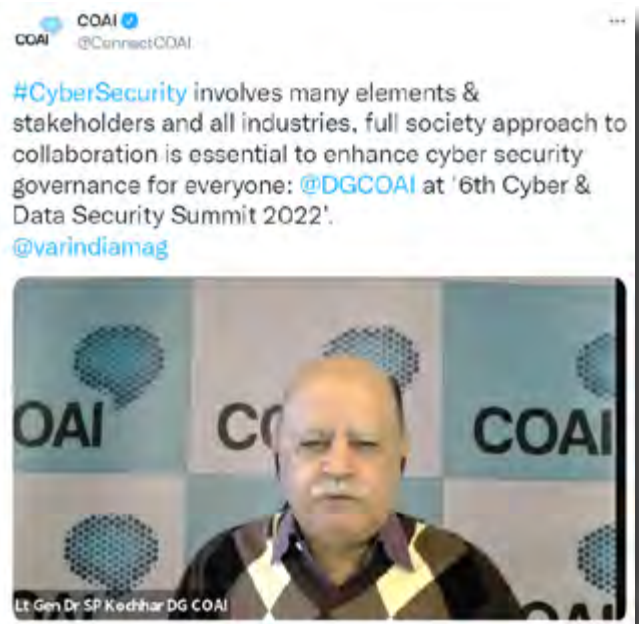 COAI
COAI
@ConnectCOAI
#CyberSecurity involves many elements &
stakeholders and all industries, full society approach to
collaboration is essential to enhance cyber security
governance for everyone: @DGCOAI at '6th Cyber &
Data Security Summit 2022'.
@varindiamag
COAI
CO
COAI
Lt Gen Dr SP Kochhar DG COAI
OAI